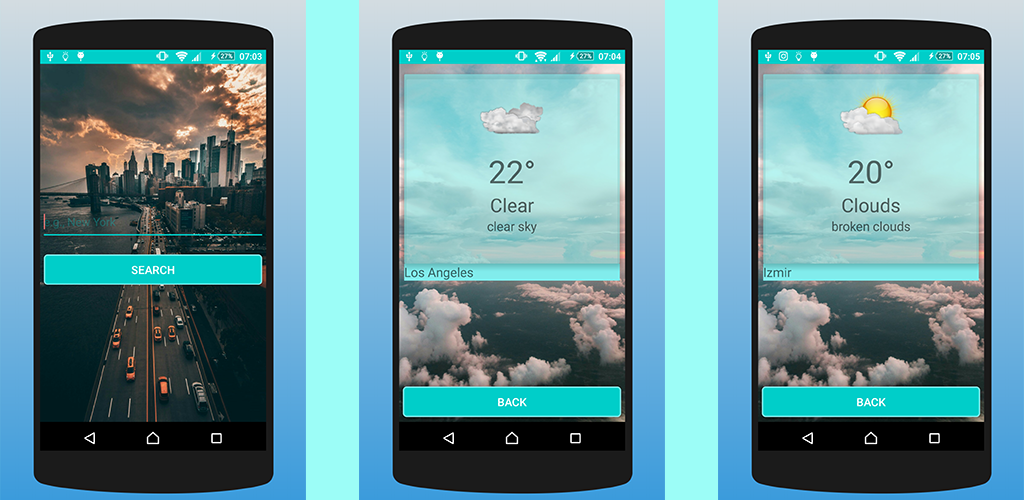 27% 07:03
e.g., New York
SEARCH
27% 07:04
22°
Clear
clear sky
Los Angeles
BACK
27% 07:05
20°
Clouds
broken clouds
Izmir
BACK